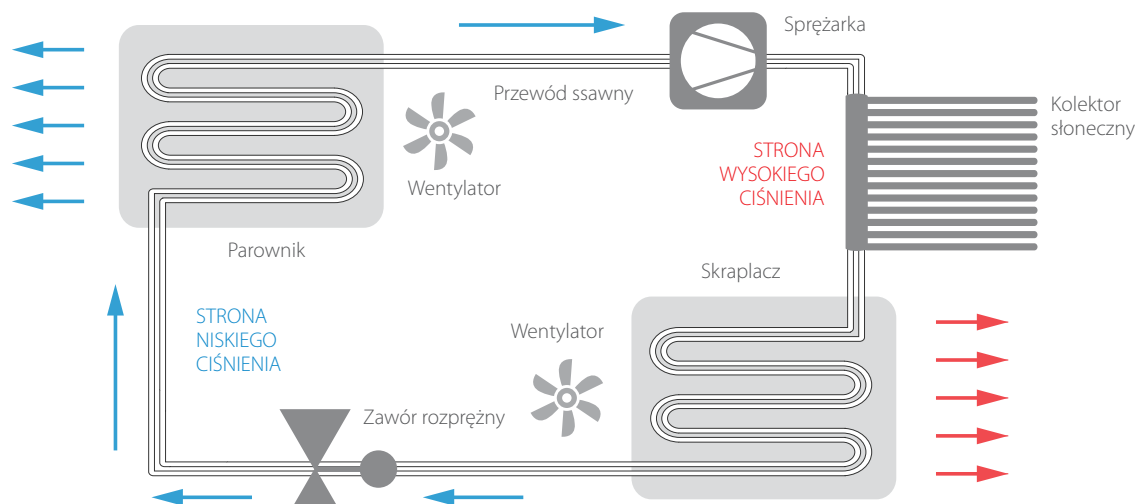 Sprężarka
Przewód ssawny
Kolektor
słoneczny
STRONA
WYSOKIEGO
CIŚNIENIA
Wentylator
Parownik
Skraplacz
STRONA
NISKIEGO
CIŚNIENIA
Wentylator
Zawór rozprężny